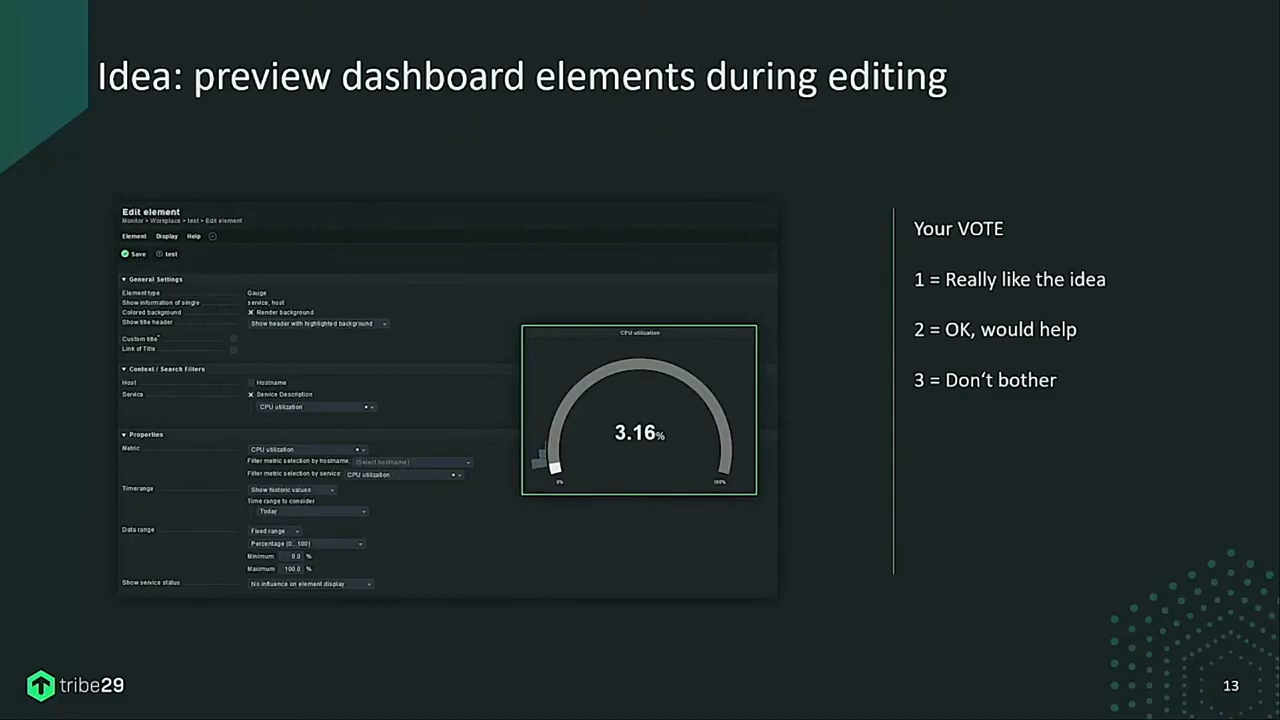 Idea: preview dashboard elements during editing
Edit element
Monitor > Workplace > test > Edit element
Element Display Help
Save test
General Settings
Element type Gauge
Show information of single service, host
Colored background Render background
Show title header Show header with highlighted background
Custom title*
Link of Title
Context / Search Filters
Host Hostname
Service Service Description
CPU utilization
Properties
Metric CPU utilization
Filter metric selection by hostname: (Select hostname)
Filter metric selection by service: CPU utilization
Timerange Show historic values
Time range to consider
Today
Data range Fixed range
Percentage (0...100)
Minimum 0.0 %
Maximum 100.0 %
Show service status No influence on element display
CPU utilization
3.16%
0% 100%
Your VOTE
1 = Really like the idea
2 = OK, would help
3 = Don‘t bother
tribe29
13